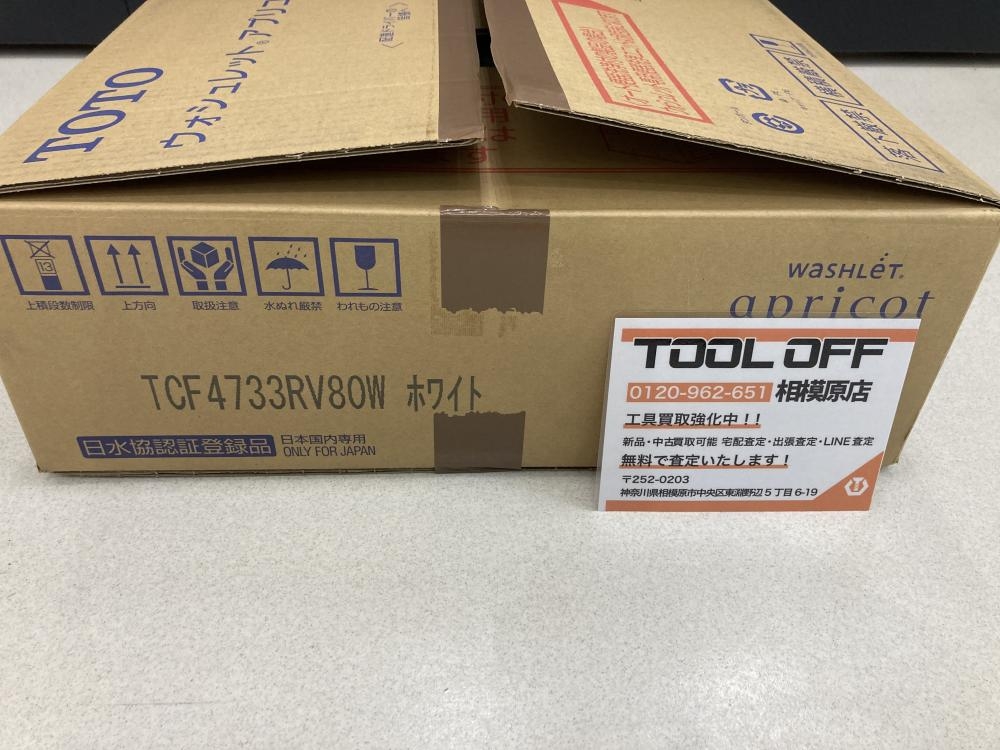 TOTO
ウォシュレット®アプリコ
13
上積段数制限
上方向
取扱注意
水ぬれ厳禁
われもの注意
WASHLET®
apricot
TCF4733RV80W ホワイト
日水協認証登録品
日本国内専用
ONLY FOR JAPAN
TOOL OFF
0120-962-651 相模原店
工具買取強化中!!
新品・中古買取可能 宅配査定・出張査定・LINE査定
無料で査定いたします!
〒252-0203
神奈川県相模原市中央区東淵野辺5丁目6-19